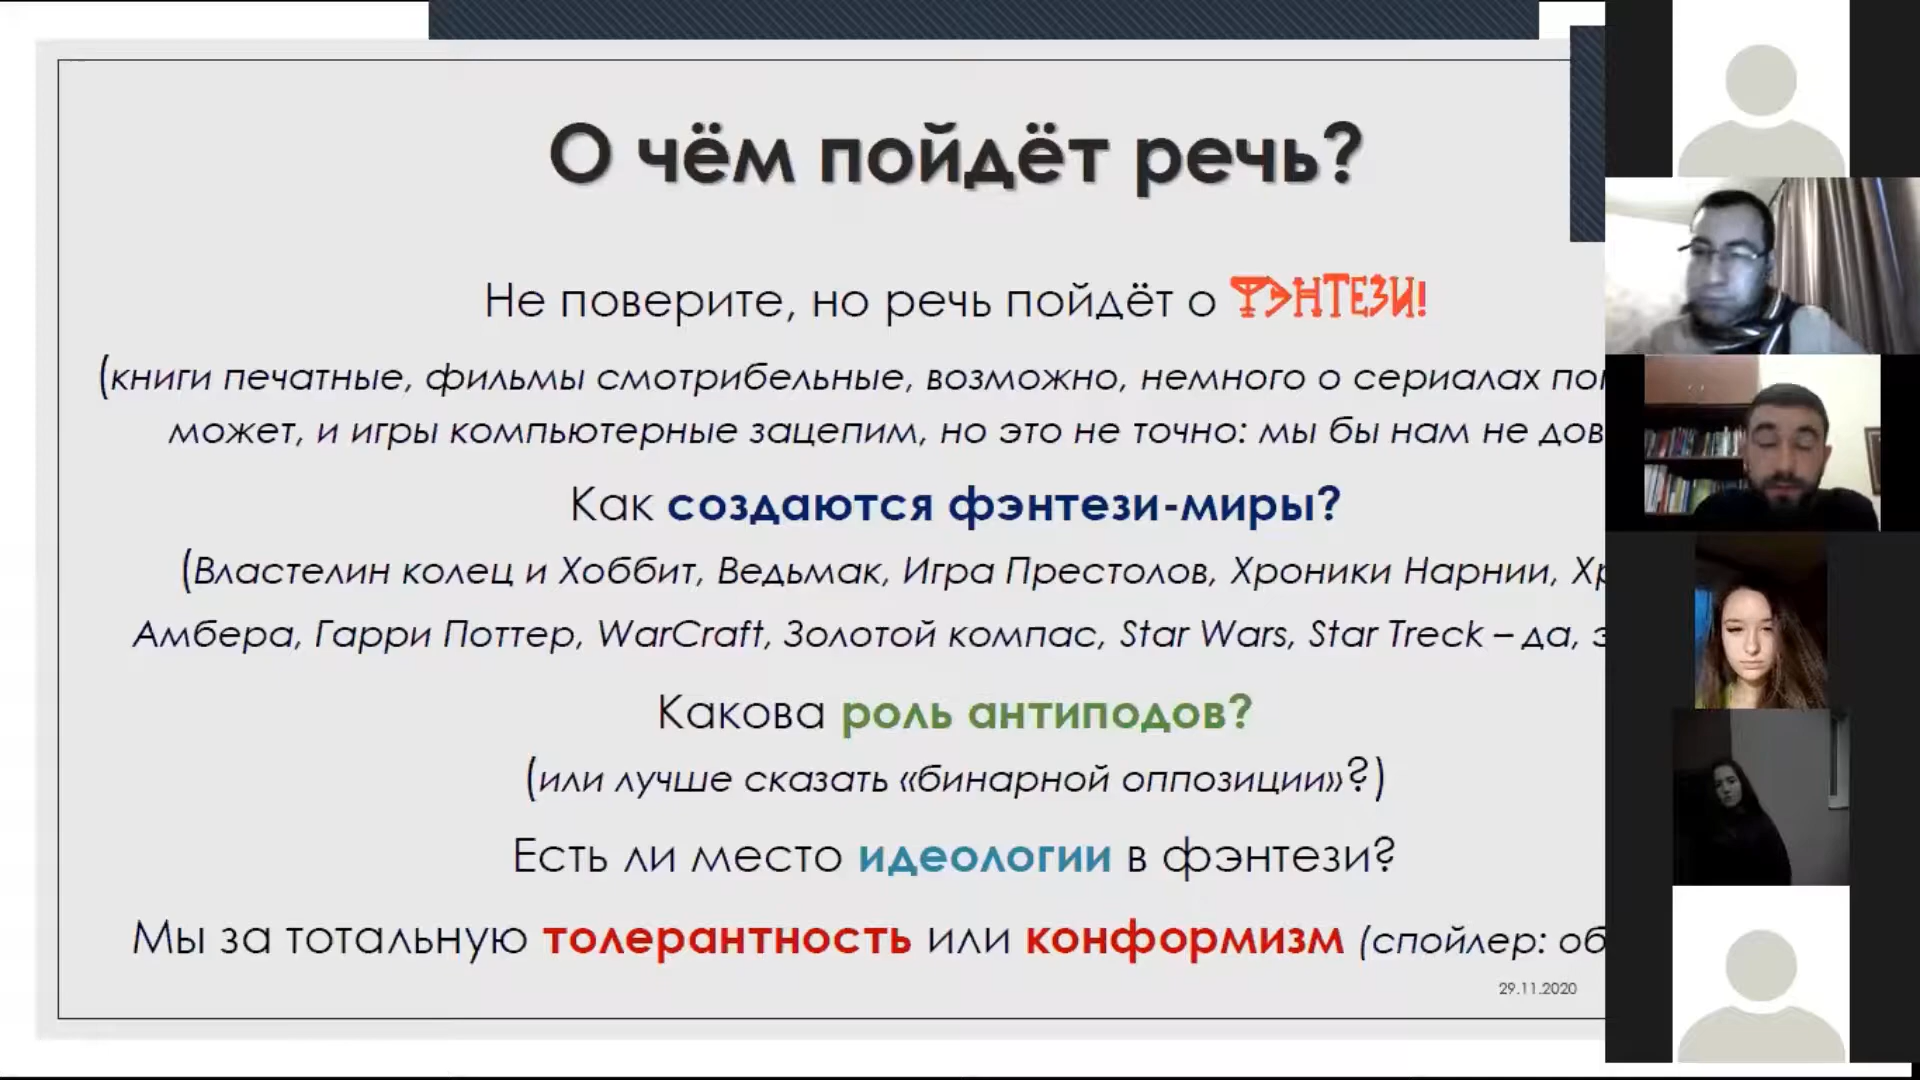 О чём пойдёт речь?
Не поверите, но речь пойдёт о ФЭНТЕЗИ!
(книги печатные, фильмы смотрибельные, возможно, немного о сериалах
может, и игры компьютерные зацепим, но это не точно: мы бы нам не
Как создаются фэнтези-миры?
(Властелин колец и Хоббит, Ведьмак, Игра Престолов, Хроники Нарнии,
Амбера, Гарри Поттер, WarCraft, Золотой компас, Star Wars, Star Treck – да,
Какова роль антиподов?
(или лучше сказать «бинарной оппозиции»?)
Есть ли место идеологии в фэнтези?
Мы за тотальную толерантность или конформизм (спойлер:
29.11.2020